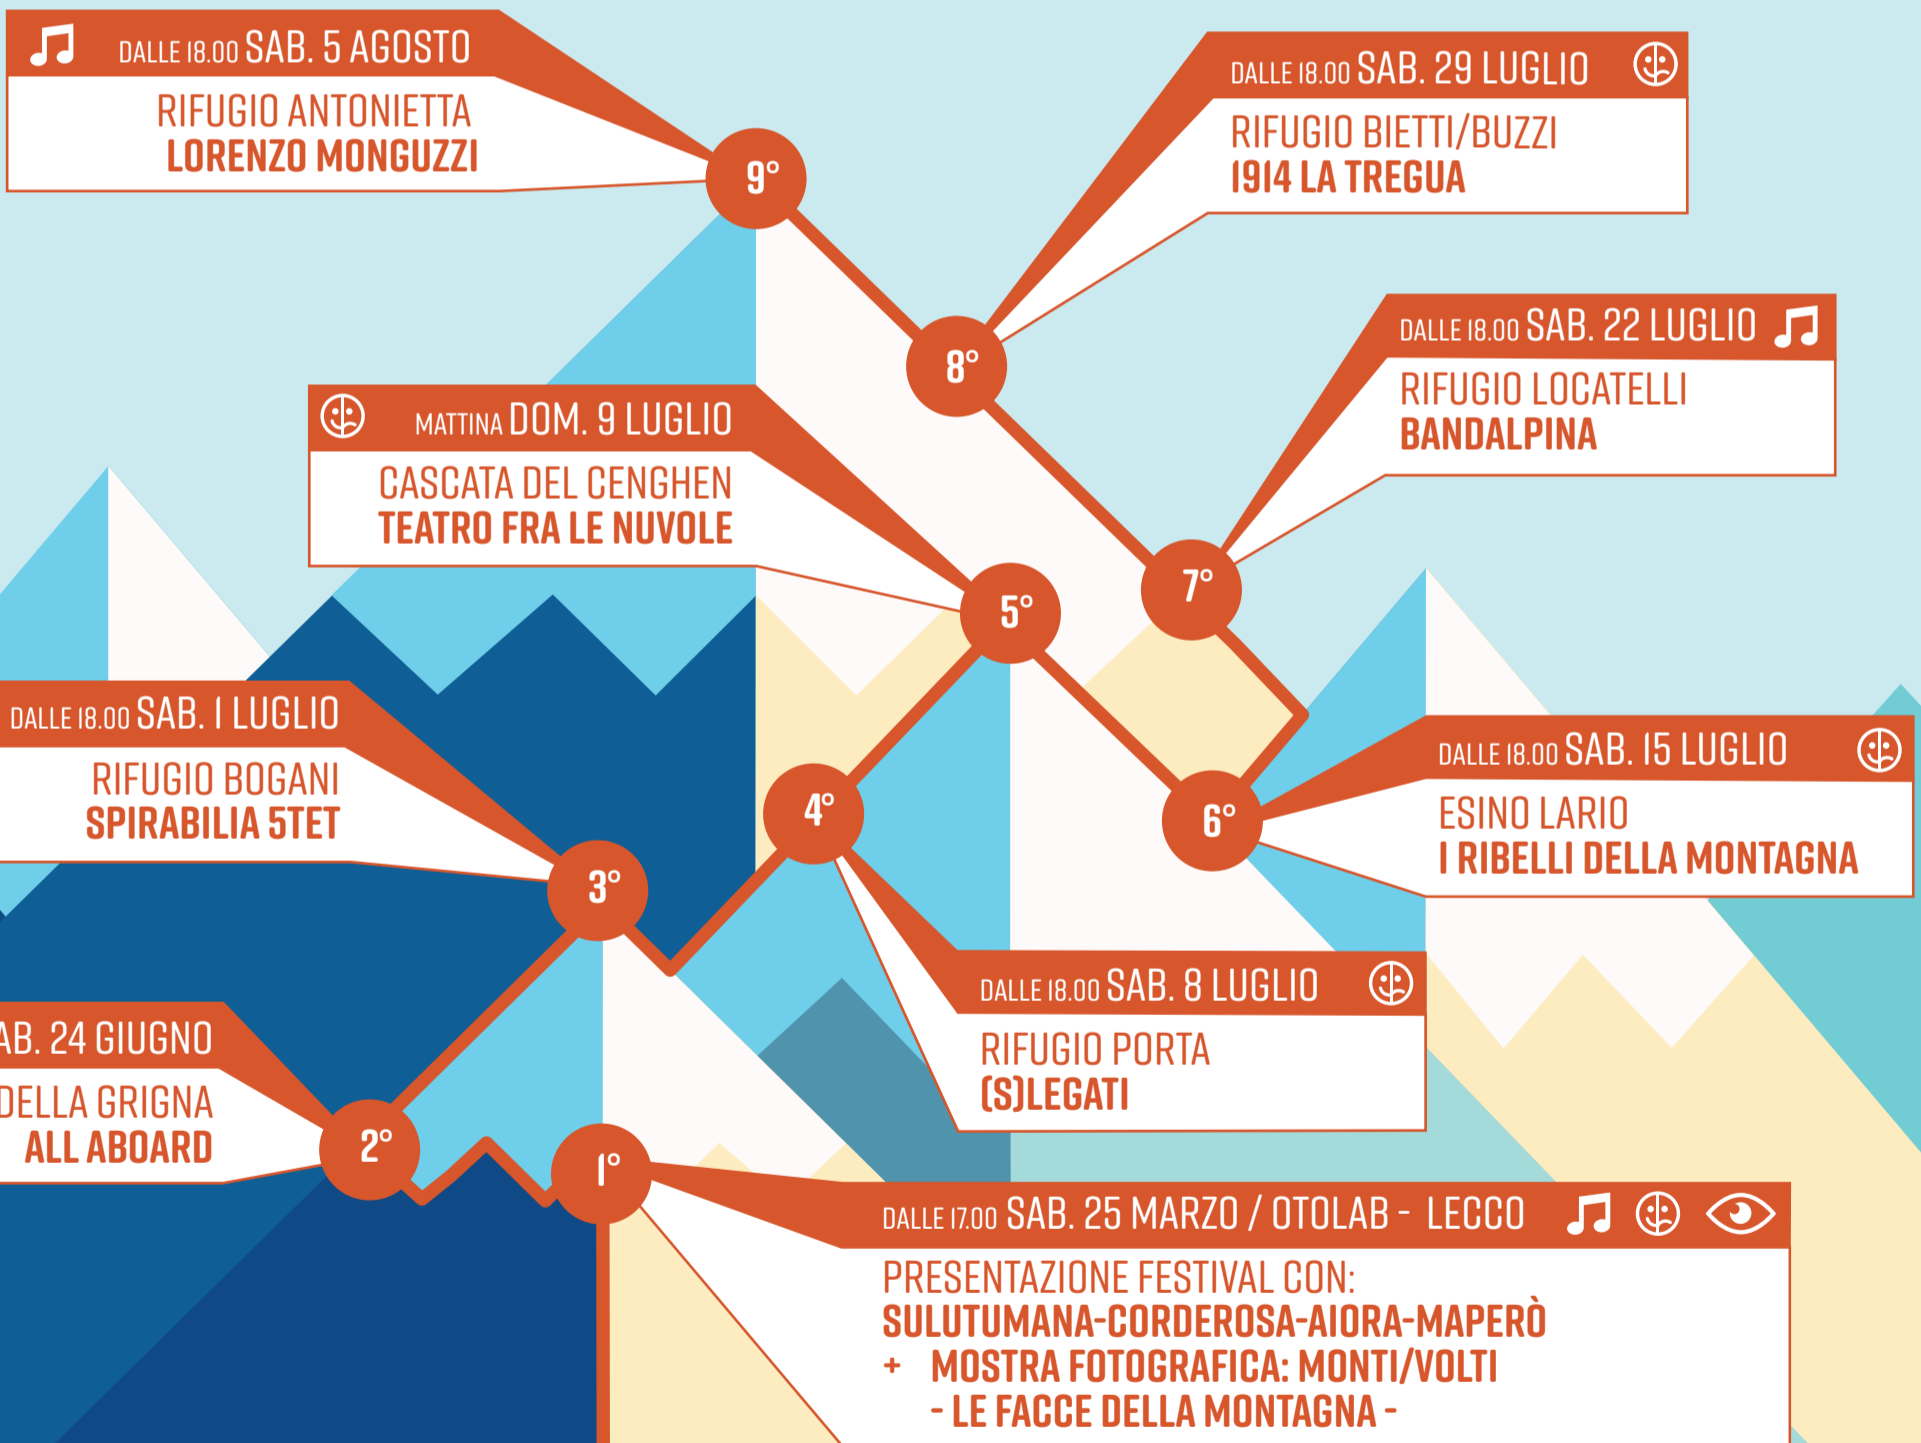 DALLE 18.00 SAB. 5 AGOSTO
RIFUGIO ANTONIETTA
LORENZO MONGUZZI
9°
DALLE 18.00 SAB. 29 LUGLIO
RIFUGIO BIETTI/BUZZI
1914 LA TREGUA
8°
DALLE 18.00 SAB. 22 LUGLIO
RIFUGIO LOCATELLI
BANDALPINA
7°
MATTINA DOM. 9 LUGLIO
CASCATA DEL CENGHEN
TEATRO FRA LE NUVOLE
5°
DALLE 18.00 SAB. 1 LUGLIO
RIFUGIO BOGANI
SPIRABILIA 5TET
3°
4°
6°
DALLE 18.00 SAB. 15 LUGLIO
ESINO LARIO
I RIBELLI DELLA MONTAGNA
DALLE 18.00 SAB. 8 LUGLIO
RIFUGIO PORTA
(S)LEGATI
AB. 24 GIUGNO
DELLA GRIGNA
ALL ABOARD
2°
1°
DALLE 17.00 SAB. 25 MARZO / OTOLAB - LECCO
PRESENTAZIONE FESTIVAL CON:
SULUTUMANA-CORDEROSA-AIORA-MAPERÒ
+ MOSTRA FOTOGRAFICA: MONTI/VOLTI
- LE FACCE DELLA MONTAGNA -